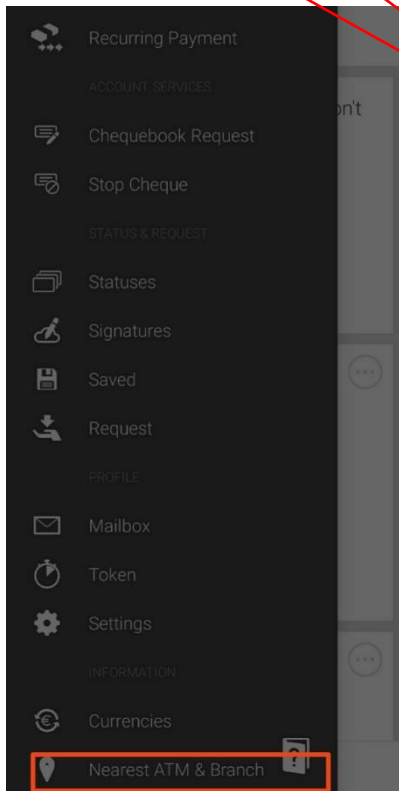 Recurring Payment
ACCOUNT SERVICES
on't
Chequebook Request
Stop Cheque
STATUS & REQUEST
Statuses
Signatures
Saved
Request
PROFILE
Mailbox
Token
Settings
INFORMATION
Currencies
?
Nearest ATM & Branch